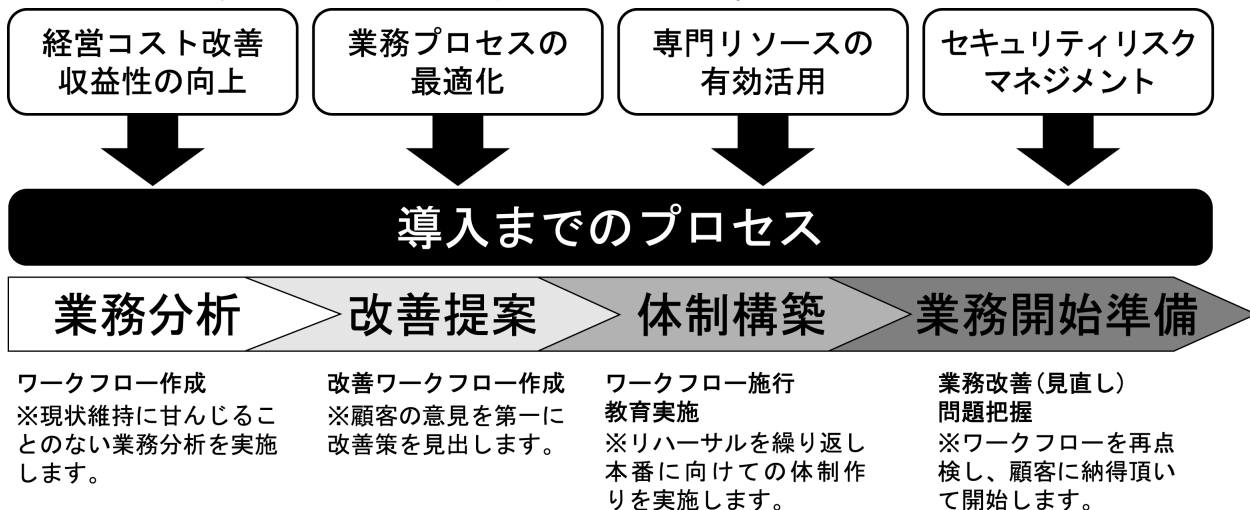 経営コスト改善
収益性の向上
業務プロセスの
最適化
専門リソースの
有効活用
セキュリティリスク
マネジメント
導入までのプロセス
業務分析
改善提案
体制構築
業務開始準備
ワークフロー作成
※現状維持に甘んじるこ
とのない業務分析を実施
します。
改善ワークフロー作成
※顧客の意見を第一に
改善策を見出します。
ワークフロー施行
教育実施
※リハーサルを繰り返し
本番に向けての体制作
りを実施します。
業務改善(見直し)
問題把握
※ワークフローを再点
検し、顧客に納得頂い
て開始します。